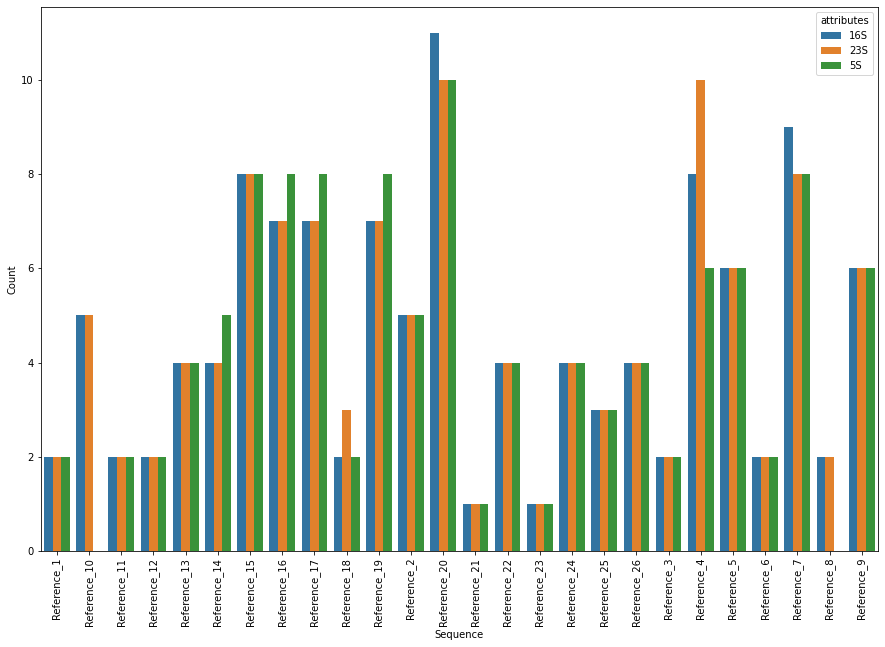 attributes
16S
23S
5S
Count
10
8
6
4
2
0
Reference_1
Reference_10
Reference_11
Reference_12
Reference_13
Reference_14
Reference_15
Reference_16
Reference_17
Reference_18
Reference_19
Reference_2
Reference_20
Reference_21
Reference_22
Reference_23
Reference_24
Reference_25
Reference_26
Reference_3
Reference_4
Reference_5
Reference_6
Reference_7
Reference_8
Reference_9
Sequence